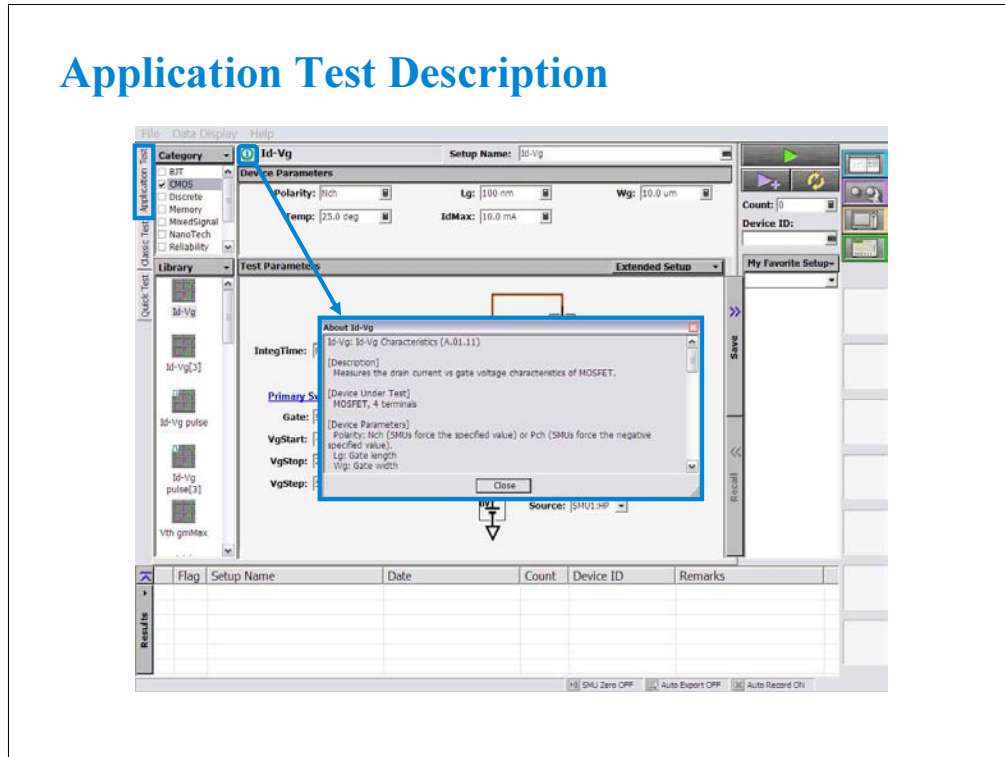 Application Test Description
File Data Display Help
Application Test
Classic Test
Quick Test
Category
BJT
CMOS
Discrete
Memory
MixedSignal
NanoTech
Reliability
Library
Id-Vg
Id-Vg[3]
Id-Vg pulse
Id-Vg
pulse[3]
Vth gmMax
Id-Vg
Setup Name: Id-Vg
Device Parameters
Polarity: Nch Lg: 100 nm Wg: 10.0 um
Temp: 25.0 deg IdMax: 10.0 mA
Test Parameters
Extended Setup
IntegTime:
Primary
Gate:
VgStart:
VgStop:
VgStep:
Source: SMU1:HP
About Id-Vg
Id-Vg: Id-Vg Characteristics (A.01.11)
[Description]
Measures the drain current vs gate voltage characteristics of MOSFET.
[Device Under Test]
MOSFET, 4 terminals
[Device Parameters]
Polarity: Nch (SMUs force the specified value) or Pch (SMUs force the negative
specified value).
Lg: Gate length
Wg: Gate width
Close
Save
Recall
Count: 0
Device ID:
My Favorite Setup
Results
Flag Setup Name Date Count Device ID Remarks
SMU Zero OFF Auto Export OFF Auto Record ON